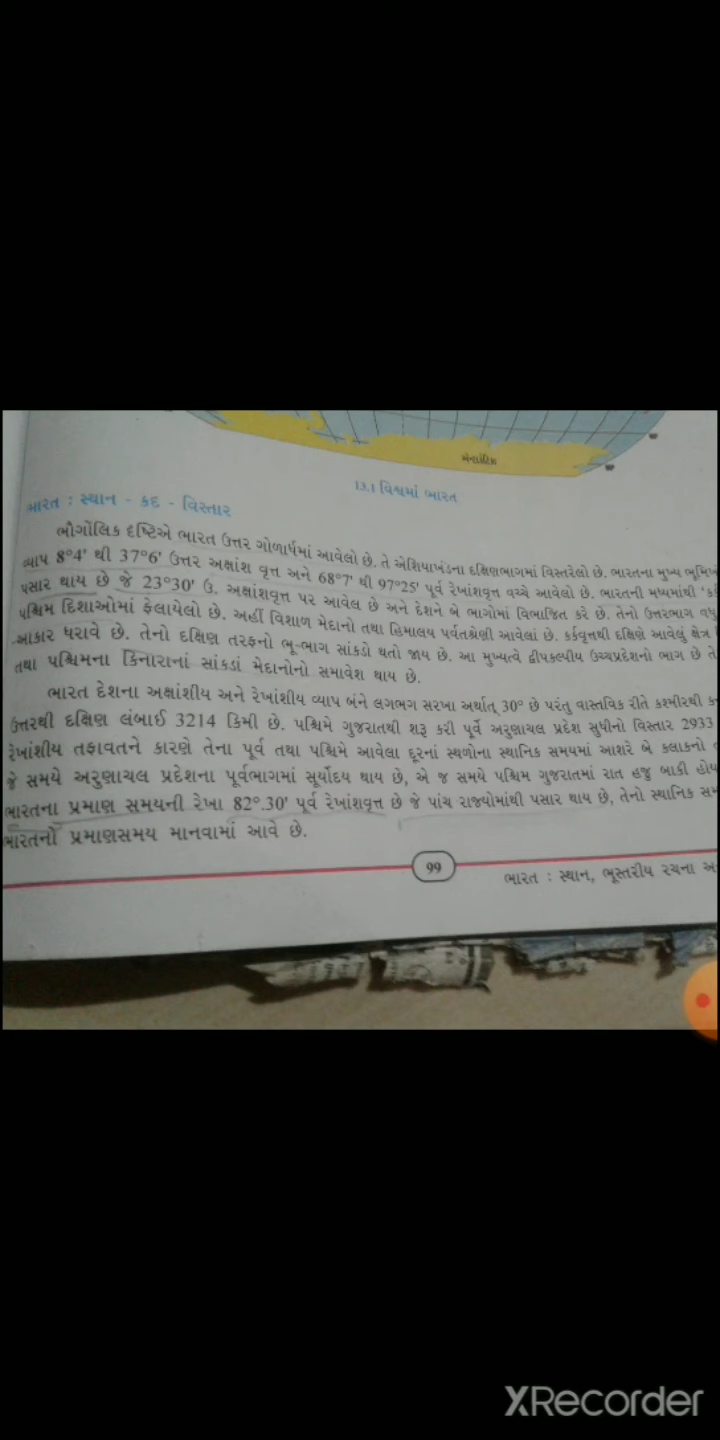 એન્ટાર્કટિક
13.1 વિશ્વમાં ભારત
ભારત : સ્થાન - કદ - વિસ્તાર
ભૌગોલિક દૃષ્ટિએ ભારત ઉત્તર ગોળાર્ધમાં આવેલો છે. તે એશિયાખંડના દક્ષિણભાગમાં વિસ્તરેલો છે. ભારતના મુખ્ય
વ્યાપ 8°4' થી 37°6' ઉત્તર અક્ષાંશ વૃત્ત અને 68°7' થી 97°25' પૂર્વ રેખાંશવૃત્ત વચ્ચે આવેલો છે. ભારતની મધ્યમાંથી
પસાર થાય છે જે 23°30' ઉ. અક્ષાંશવૃત્ત પર આવેલ છે અને દેશને બે ભાગોમાં વિભાજિત કરે છે. તેનો ઉત્તરભાગ
પશ્ચિમ દિશાઓમાં ફેલાયેલો છે. અહીં વિશાળ મેદાનો તથા હિમાલય પર્વતશ્રેણી આવેલાં છે. કર્કવૃત્તથી દક્ષિણે આવેલું ક્ષેત્ર
આકાર ધરાવે છે. તેનો દક્ષિણ તરફનો ભૂ-ભાગ સાંકડો થતો જાય છે. આ મુખ્યત્વે દ્વીપકલ્પીય ઉચ્ચપ્રદેશનો ભાગ છે
તથા પશ્ચિમના કિનારાનાં સાંકડાં મેદાનોનો સમાવેશ થાય છે.
ભારત દેશના અક્ષાંશીય અને રેખાંશીય વ્યાપ બંને લગભગ સરખા અર્થાત્ 30° છે પરંતુ વાસ્તવિક રીતે કશ્મીરથી
ઉત્તરથી દક્ષિણ લંબાઈ 3214 કિમી છે. પશ્ચિમે ગુજરાતથી શરૂ કરી પૂર્વે અરુણાચલ પ્રદેશ સુધીનો વિસ્તાર 2933
રેખાંશીય તફાવતને કારણે તેના પૂર્વ તથા પશ્ચિમે આવેલા દૂરનાં સ્થળોના સ્થાનિક સમયમાં આશરે બે કલાકનો
જે સમયે અરુણાચલ પ્રદેશના પૂર્વભાગમાં સૂર્યોદય થાય છે, એ જ સમયે પશ્ચિમ ગુજરાતમાં રાત હજુ બાકી
ભારતના પ્રમાણ સમયની રેખા 82°.30' પૂર્વ રેખાંશવૃત્ત છે જે પાંચ રાજ્યોમાંથી પસાર થાય છે, તેનો સ્થાનિક
ભારતનો પ્રમાણસમય માનવામાં આવે છે.
99
ભારત : સ્થાન, ભૂસ્તરીય રચના
XRecorder